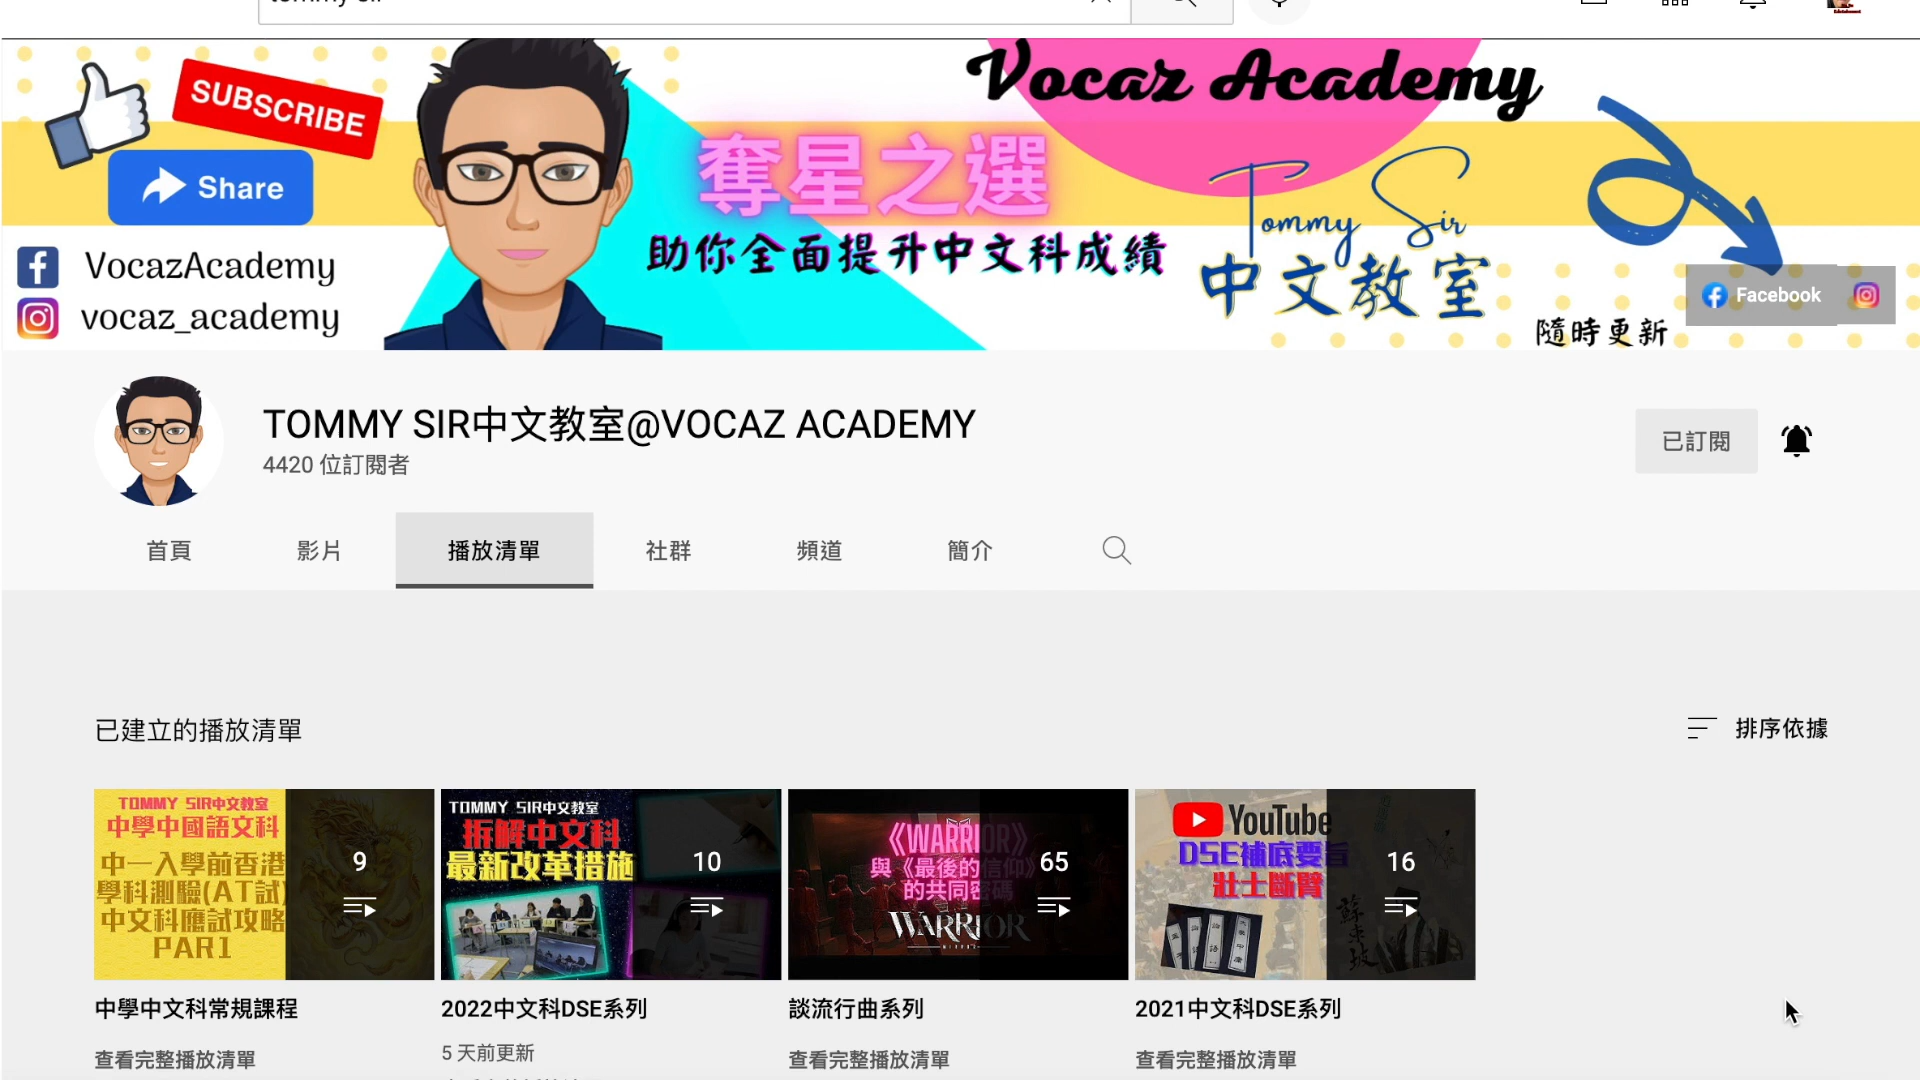 tommy sir
SUBSCRIBE
Share
VocazAcademy
vocaz_academy
Vocaz Academy
奪星之選
助你全面提升中文科成績
Tommy Sir
中文教室
隨時更新
Facebook
TOMMY SIR中文教室@VOCAZ ACADEMY
4420 位訂閱者
已訂閱
首頁
影片
播放清單
社群
頻道
簡介
已建立的播放清單
排序依據
TOMMY SIR中文教室
中學中國語文科
中一入學前香港
學科測驗(AT試)
中文科應試攻略
PAR1
9
TOMMY SIR中文教室
拆解中文科
最新改革措施
10
《WARRIOR》
與《最後的信仰》
的共同密碼
WARRIOR
65
YouTube
DSE補底要旨
壯士斷臂
16
中學中文科常規課程
2022中文科DSE系列
談流行曲系列
2021中文科DSE系列
查看完整播放清單
5 天前更新
查看完整播放清單
查看完整播放清單